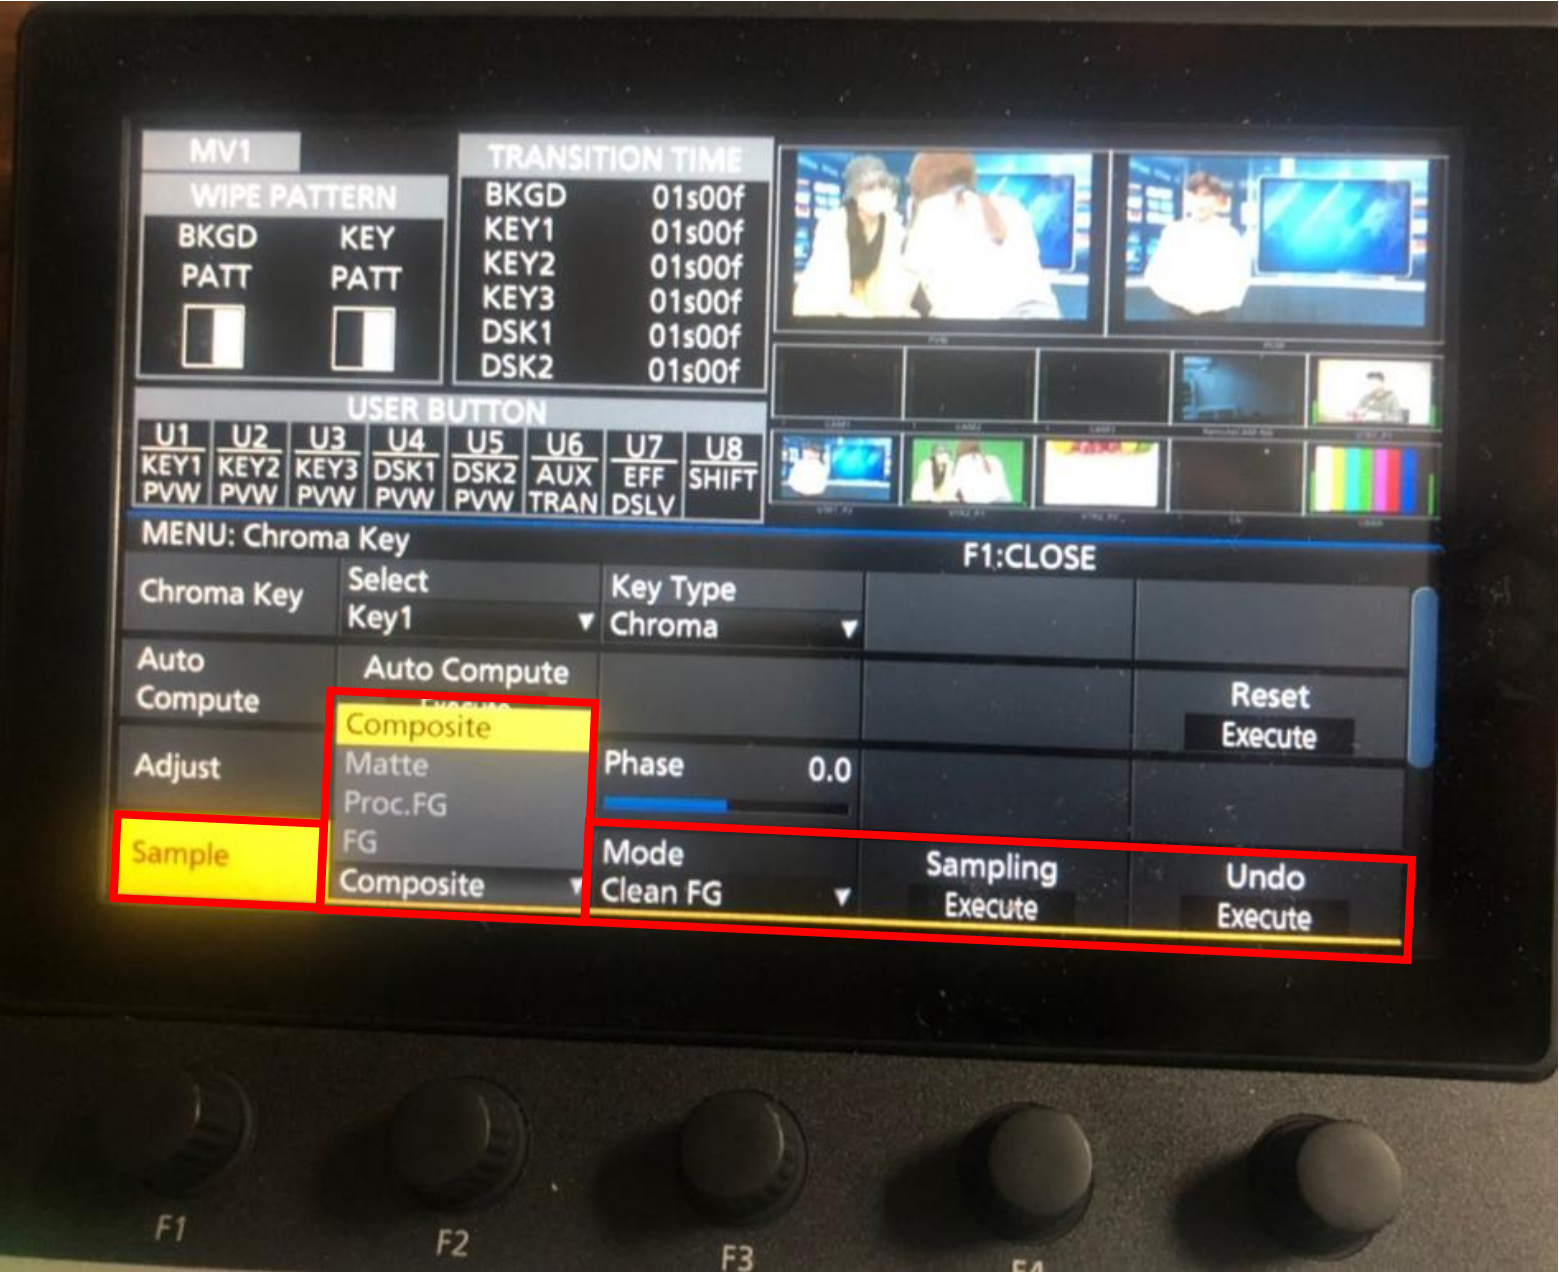 MV1
WIPE PATTERN
BKGD KEY
PATT PATT
TRANSITION TIME
BKGD 01s00f
KEY1 01s00f
KEY2 01s00f
KEY3 01s00f
DSK1 01s00f
DSK2 01s00f
USER BUTTON
U1 U2 U3 U4 U5 U6 U7 U8
KEY1 KEY2 KEY3 DSK1 DSK2 AUX EFF SHIFT
PVW PVW PVW PVW PVW TRAN DSLV
MENU: Chroma Key
F1:CLOSE
Chroma Key
Select
Key1 ▼
Key Type
Chroma ▼
Auto
Compute
Auto Compute
Execute
Reset
Execute
Adjust
Composite
Matte
Proc.FG
FG
Composite ▼
Phase 0.0
Sample
Mode
Clean FG ▼
Sampling
Execute
Undo
Execute
F1
F2
F3
F4